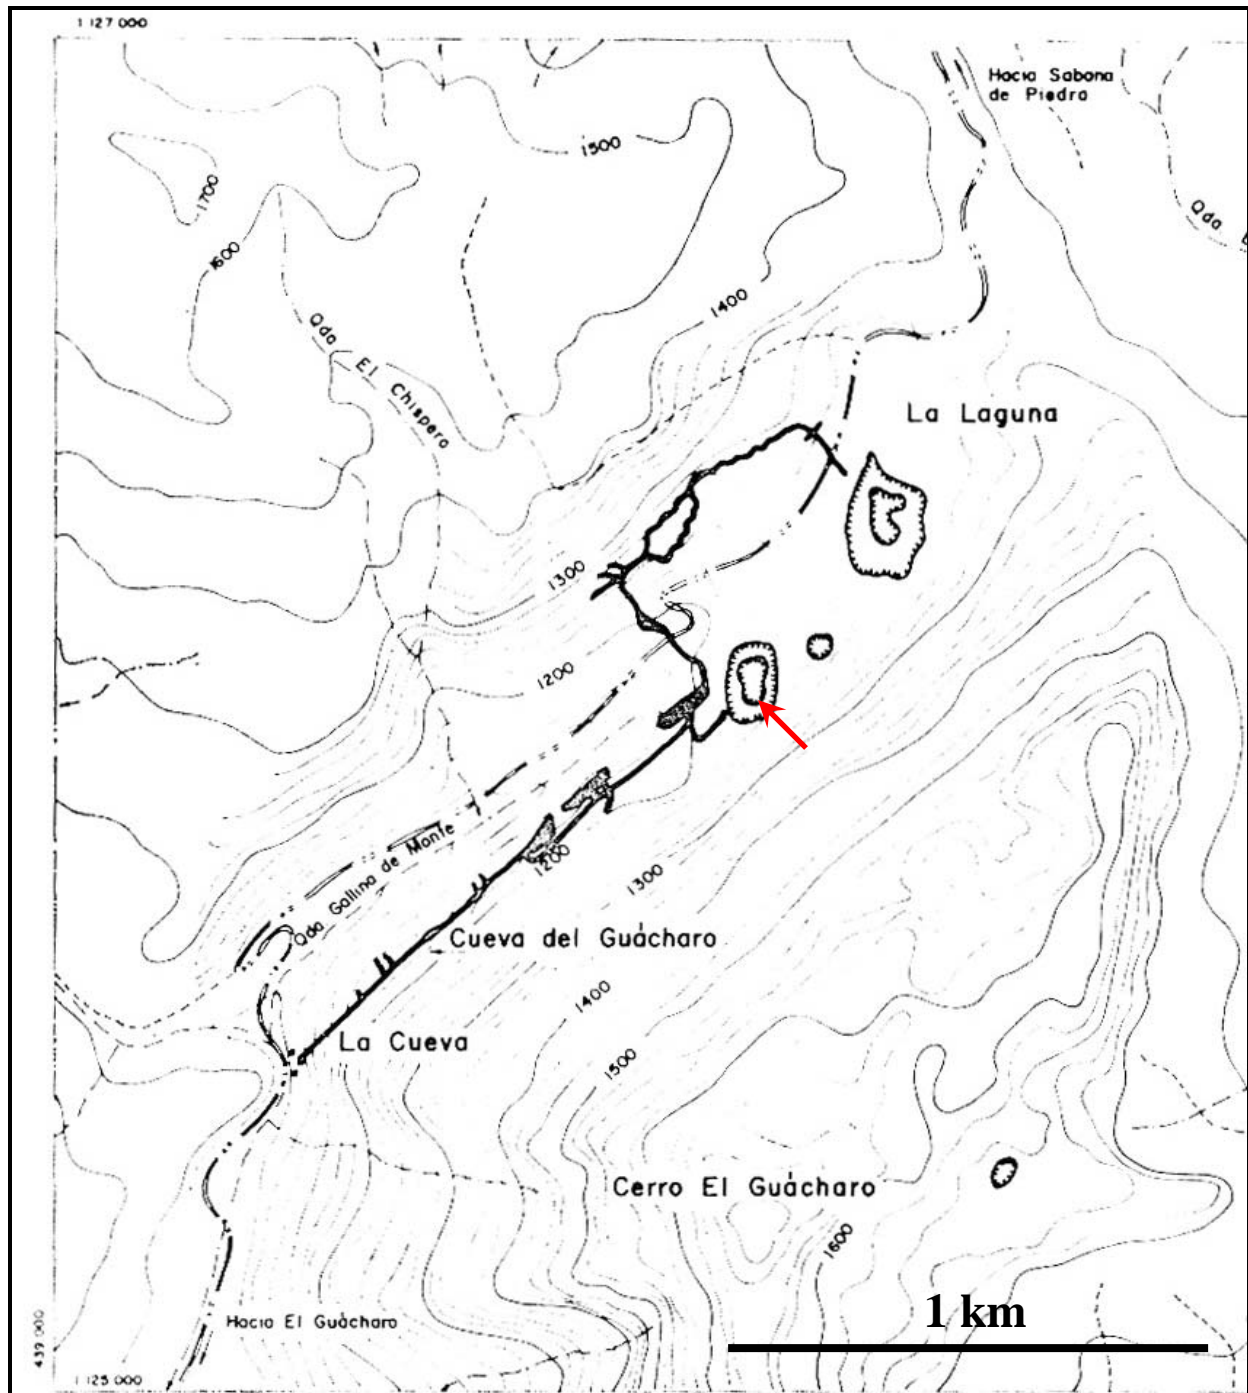 1 127 000
Hacia Sabana
de Piedra
1500
1700
Qda
1600
1400
Qda El Chispero
La Laguna
1300
1200
Qda Gallina de Monte
1200
1300
Cueva del Guácharo
1400
La Cueva
1500
Cerro El Guácharo
1600
1 km
Hacia El Guácharo
439 000
1 125 000